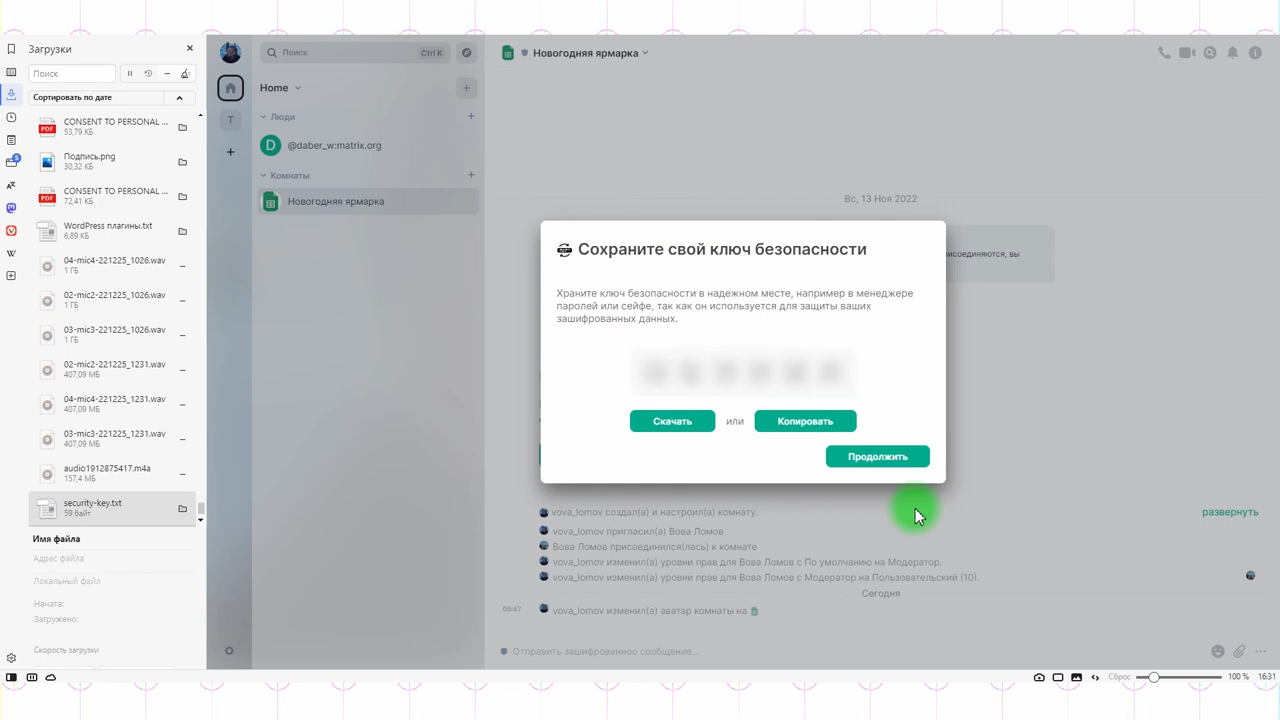 Загрузки
Поиск
Сортировать по дате
CONSENT TO PERSONAL ...
53,79 КБ
Подпись.png
30,32 КБ
CONSENT TO PERSONAL ...
72,41 КБ
WordPress плагины.txt
6,89 КБ
04-mic4-221225_1026.wav
1 ГБ
02-mic2-221225_1026.wav
1 ГБ
03-mic3-221225_1026.wav
1 ГБ
02-mic2-221225_1231.wav
407,09 МБ
04-mic4-221225_1231.wav
407,09 МБ
03-mic3-221225_1231.wav
407,09 МБ
audio1912875417.m4a
157,4 МБ
security-key.txt
59 байт
Имя файла
Адрес файла
Локальный файл
Начата:
Загружено:
Скорость загрузки
Поиск
Ctrl K
Home
T
Люди
D
@daber_w:matrix.org
Комнаты
Новогодняя ярмарка
Новогодняя ярмарка
Вс, 13 Ноя 2022
исоединяются, вы
Сохраните свой ключ безопасности
Храните ключ безопасности в надежном месте, например в менеджере
паролей или сейфе, так как он используется для защиты ваших
зашифрованных данных.
Скачать
или
Копировать
Продолжить
vova_lomov создал(а) и настроил(а) комнату.
развернуть
vova_lomov пригласил(а) Вова Ломов
Вова Ломов присоединился(лась) к комнате
vova_lomov изменил(а) уровни прав для Вова Ломов с По умолчанию на Модератор.
vova_lomov изменил(а) уровни прав для Вова Ломов с Модератор на Пользовательский (10).
Сегодня
09:47
vova_lomov изменил(а) аватар комнаты на
Отправить зашифрованное сообщение...
Сброс
100 %
16:31